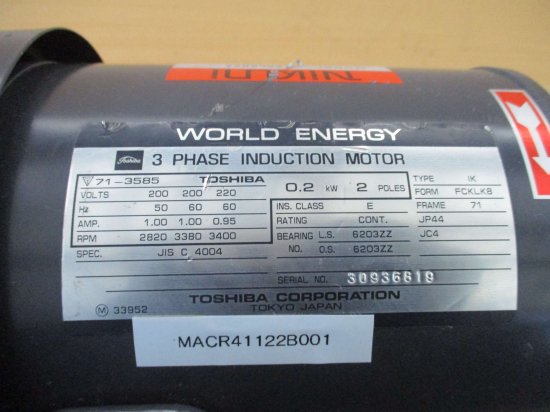 NIKUNI
WORLD ENERGY
Toshiba 3 PHASE INDUCTION MOTOR
71-3585 TOSHIBA
VOLTS 200 200 220
Hz 50 60 60
AMP. 1.00 1.00 0.95
RPM 2820 3380 3400
SPEC. JIS C 4004
0.2 kW 2 POLES
INS. CLASS E
RATING CONT.
BEARING L.S. 6203ZZ
NO. O.S. 6203ZZ
TYPE IK
FORM FCKLK8
FRAME 71
JP44
JC4
SERIAL NO. 30936619
TOSHIBA CORPORATION
TOKYO JAPAN
M 33952
MACR41122B001